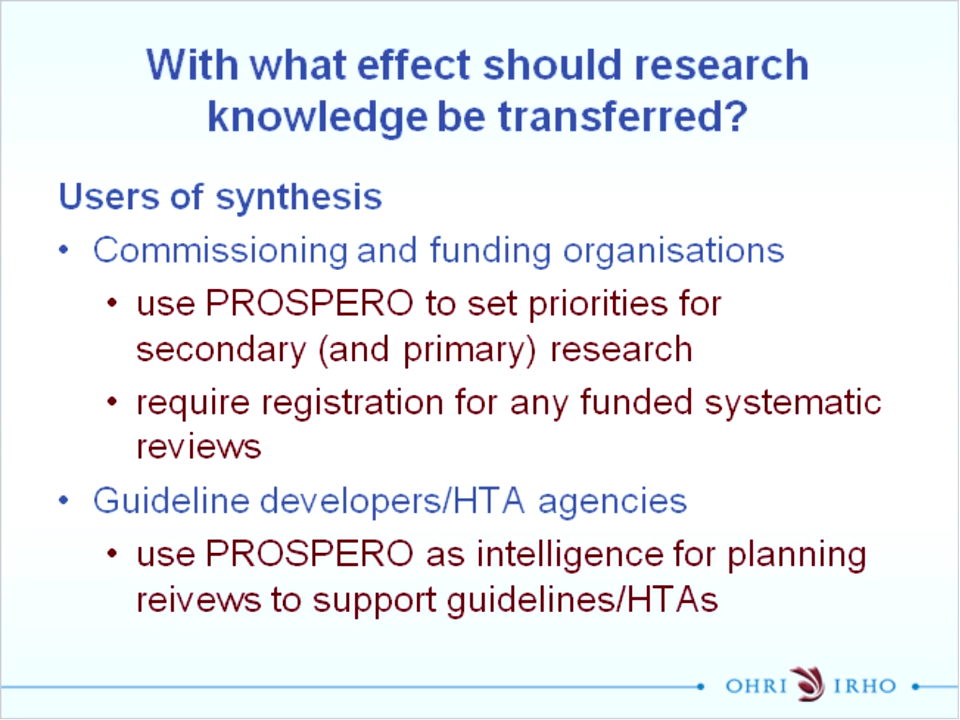 With what effect should research
knowledge be transferred?
Users of synthesis
• Commissioning and funding organisations
• use PROSPERO to set priorities for
secondary (and primary) research
• require registration for any funded systematic
reviews
• Guideline developers/HTA agencies
• use PROSPERO as intelligence for planning
reivews to support guidelines/HTAs
OHRI IRHO